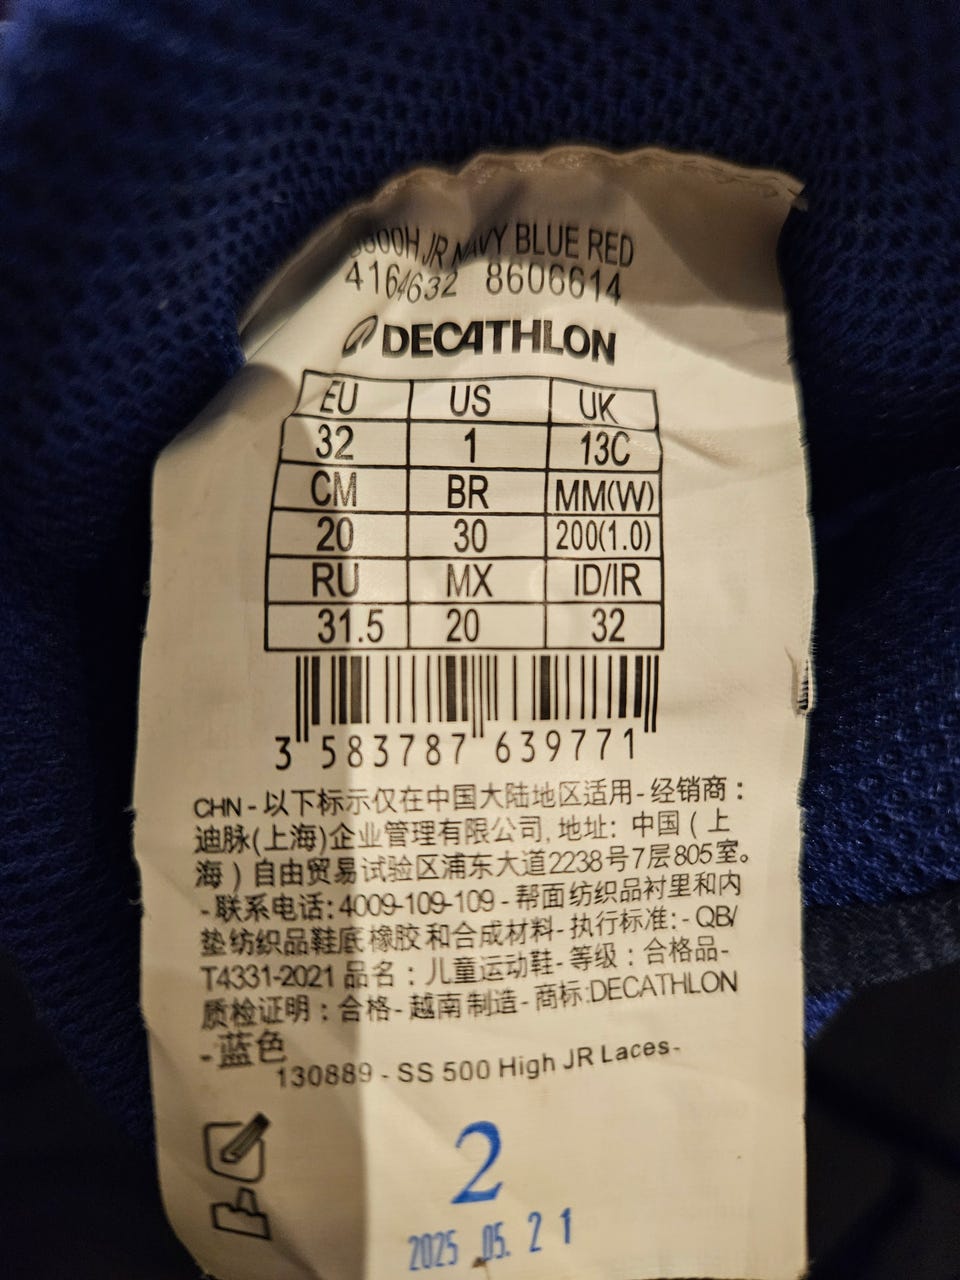 JR NAVY BLUE RED
4164632 8606614
DECATHLON
EU US UK
32 1 13C
CM BR MM(W)
20 30 200(1.0)
RU MX ID/IR
31.5 20 32
3 583787 639771
CHN - 以下标示仅在中国大陆地区适用 - 经销商：
迪脉(上海)企业管理有限公司, 地址: 中国（上
海）自由贸易试验区浦东大道2238号7层805室。
- 联系电话: 4009-109-109 - 帮面纺织品衬里和内
垫纺织品鞋底橡胶和合成材料- 执行标准: - QB/
T4331-2021 品名：儿童运动鞋- 等级：合格品-
质检证明：合格- 越南制造- 商标:DECATHLON
-蓝色
130889 - SS 500 High JR Laces-
2
2025 .05. 2 1